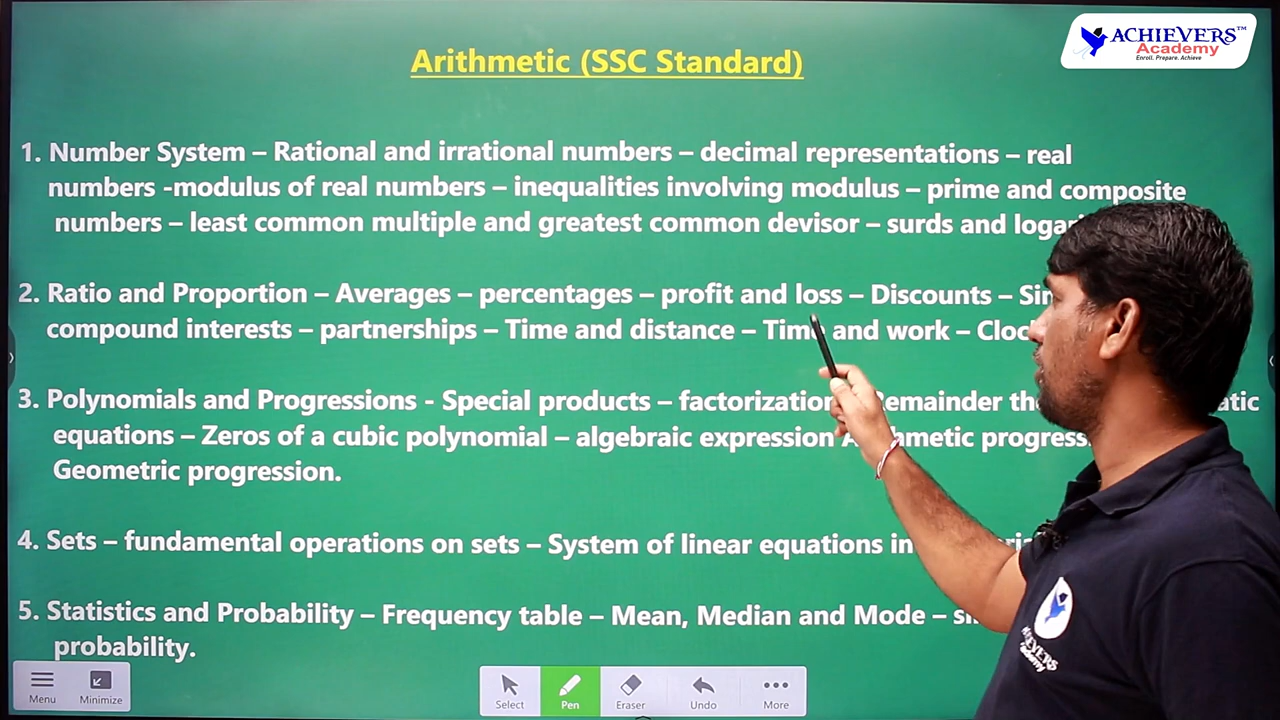 ACHIEVERS™
Academy
Enroll. Prepare. Achieve
Arithmetic (SSC Standard)
1. Number System – Rational and irrational numbers – decimal representations – real
numbers -modulus of real numbers – inequalities involving modulus – prime and composite
numbers – least common multiple and greatest common devisor – surds and
2. Ratio and Proportion – Averages – percentages – profit and loss – Discounts –
compound interests – partnerships – Time and distance – Time and work –
3. Polynomials and Progressions - Special products – factorization Remainder
equations – Zeros of a cubic polynomial – algebraic expression
Geometric progression.
4. Sets – fundamental operations on sets – System of linear equations in
5. Statistics and Probability – Frequency table – Mean, Median and Mode –
probability.
Menu
Minimize
Select
Pen
Eraser
Undo
More
ACHIEVERS
Academy